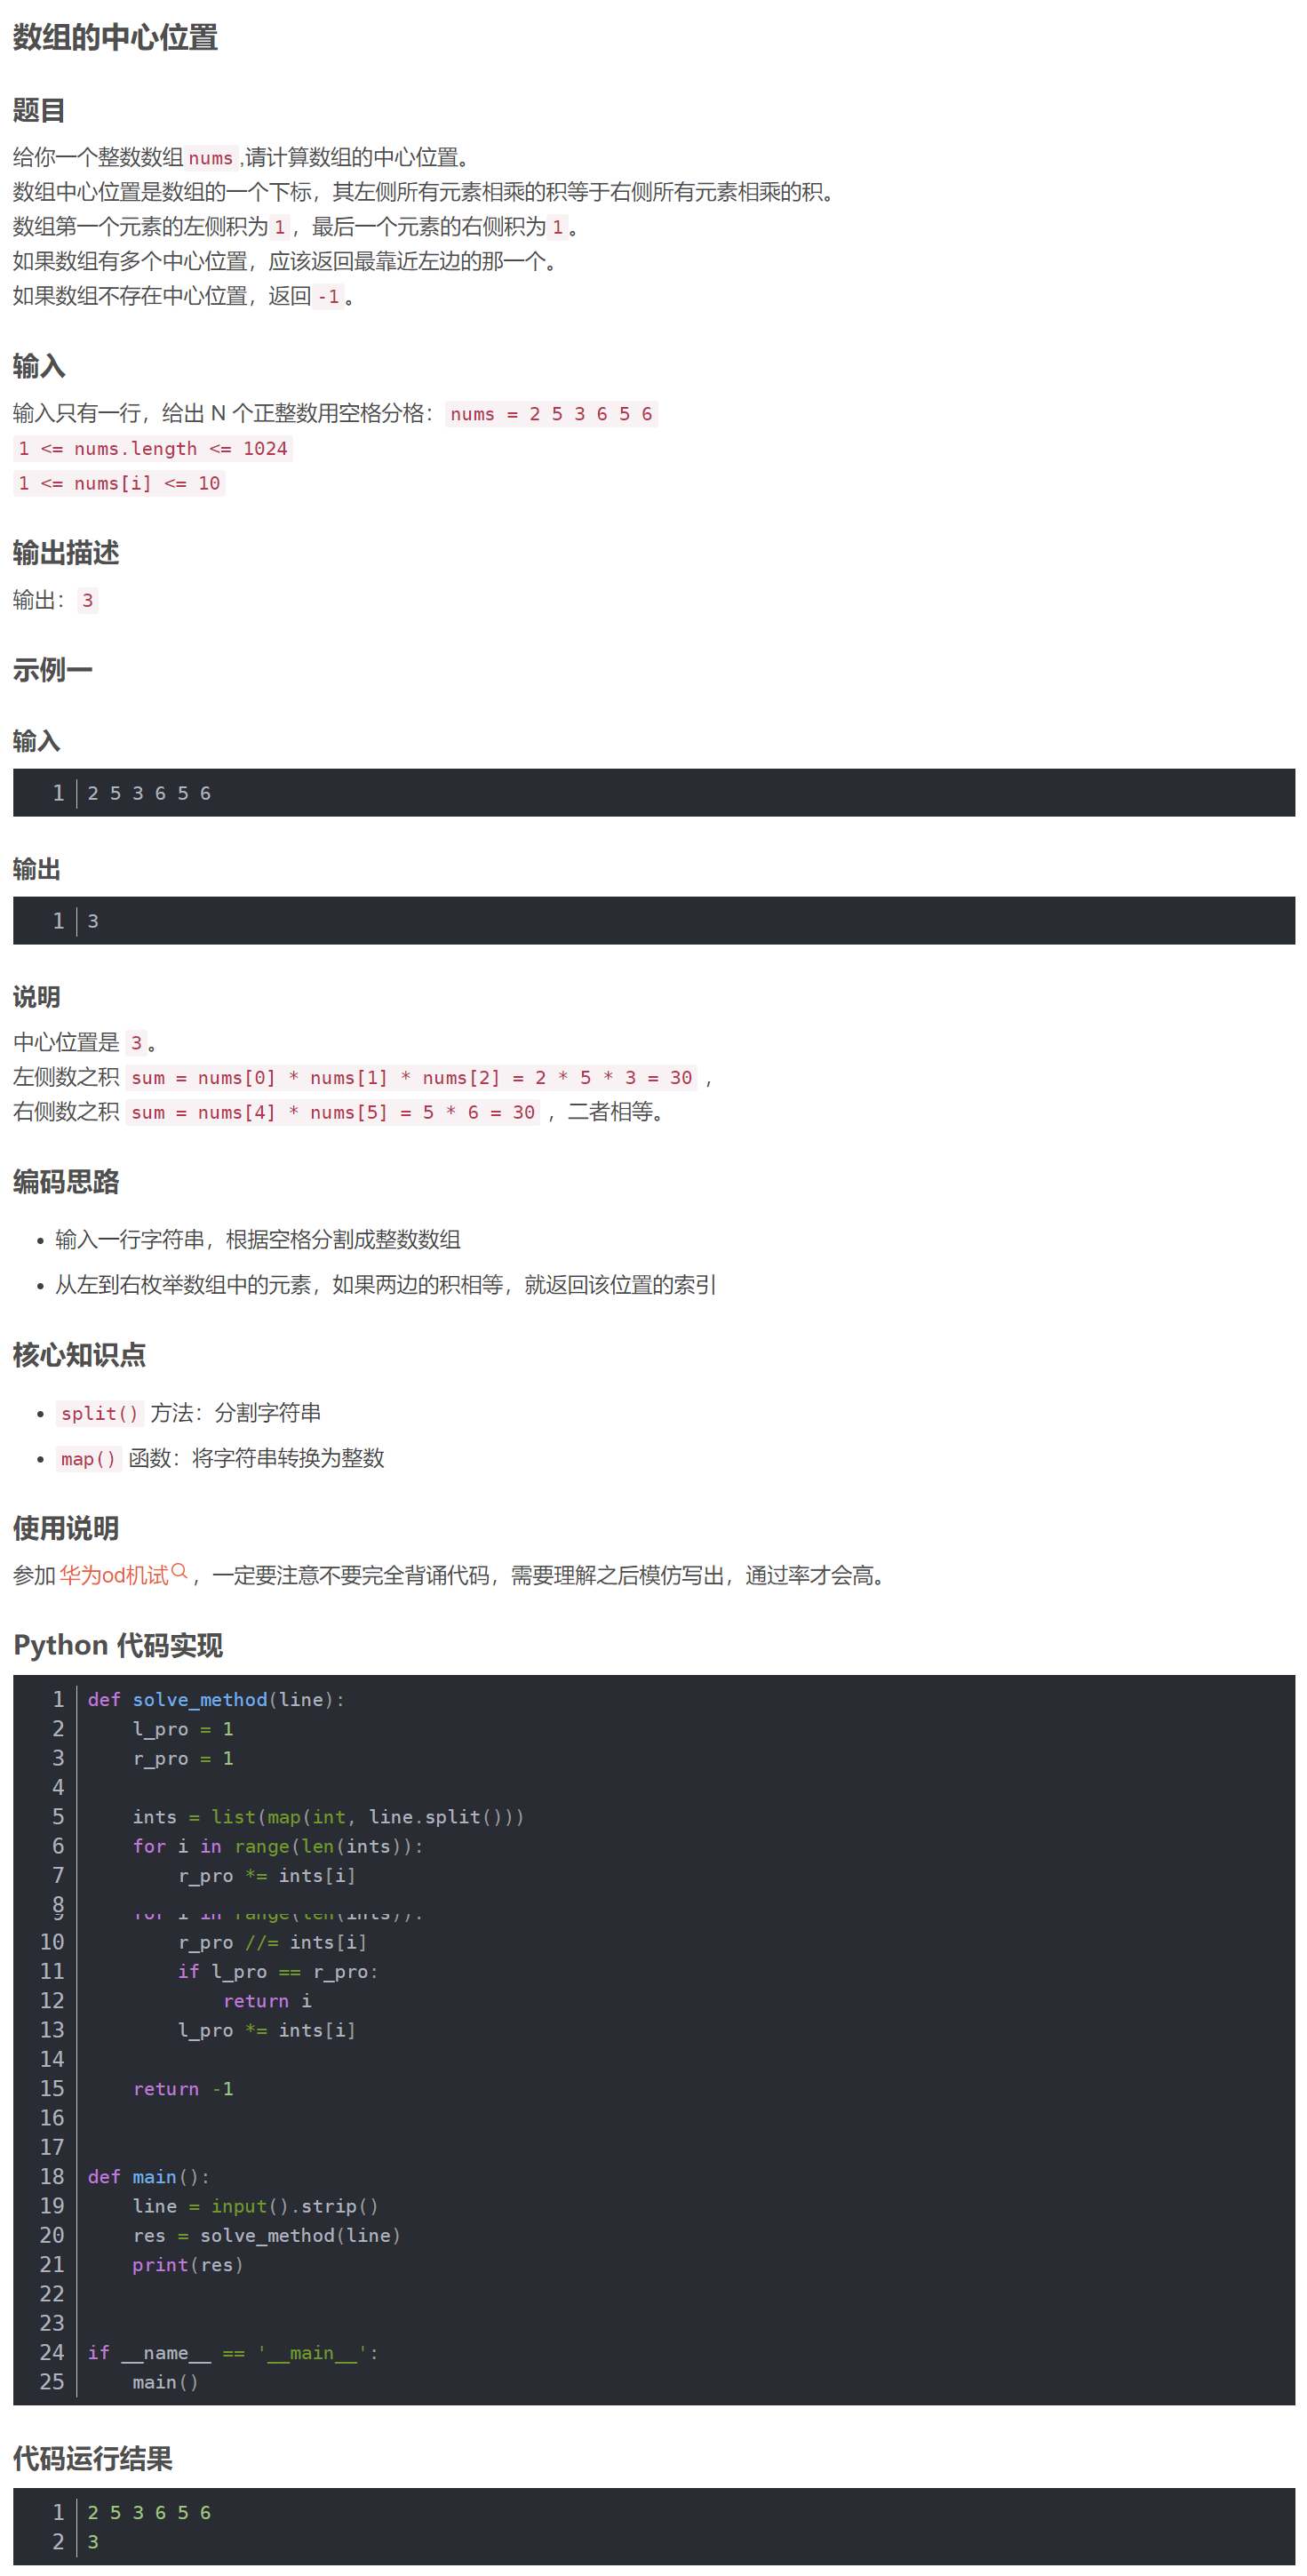 数组的中心位置
题目
给你一个整数数组nums,请计算数组的中心位置。
数组中心位置是数组的一个下标，其左侧所有元素相乘的积等于右侧所有元素相乘的积。
数组第一个元素的左侧积为1，最后一个元素的右侧积为1。
如果数组有多个中心位置，应该返回最靠近左边的那一个。
如果数组不存在中心位置，返回-1。
输入
输入只有一行，给出 N 个正整数用空格分格：nums = 2 5 3 6 5 6
1 <= nums.length <= 1024
1 <= nums[i] <= 10
输出描述
输出：3
示例一
输入
1 2 5 3 6 5 6
输出
1 3
说明
中心位置是 3。
左侧数之积 sum = nums[0] * nums[1] * nums[2] = 2 * 5 * 3 = 30 ，
右侧数之积 sum = nums[4] * nums[5] = 5 * 6 = 30 ，二者相等。
编码思路
• 输入一行字符串，根据空格分割成整数数组
• 从左到右枚举数组中的元素，如果两边的积相等，就返回该位置的索引
核心知识点
• split() 方法：分割字符串
• map() 函数：将字符串转换为整数
使用说明
参加 华为od机试，一定要注意不要完全背诵代码，需要理解之后模仿写出，通过率才会高。
Python 代码实现
1 def solve_method(line):
2     l_pro = 1
3     r_pro = 1
4
5     ints = list(map(int, line.split()))
6     for i in range(len(ints)):
7         r_pro *= ints[i]
8
9     for i in range(len(ints)):
10         r_pro //= ints[i]
11         if l_pro == r_pro:
12             return i
13         l_pro *= ints[i]
14
15     return -1
16
17
18 def main():
19     line = input().strip()
20     res = solve_method(line)
21     print(res)
22
23
24 if __name__ == '__main__':
25     main()
代码运行结果
1 2 5 3 6 5 6
2 3